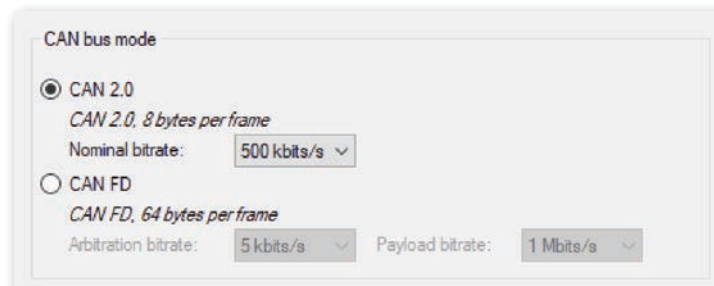 CAN bus mode
CAN 2.0
CAN 2.0, 8 bytes per frame
Nominal bitrate: 500 kbits/s
CAN FD
CAN FD, 64 bytes per frame
Arbitration bitrate: 5 kbits/s Payload bitrate: 1 Mbits/s